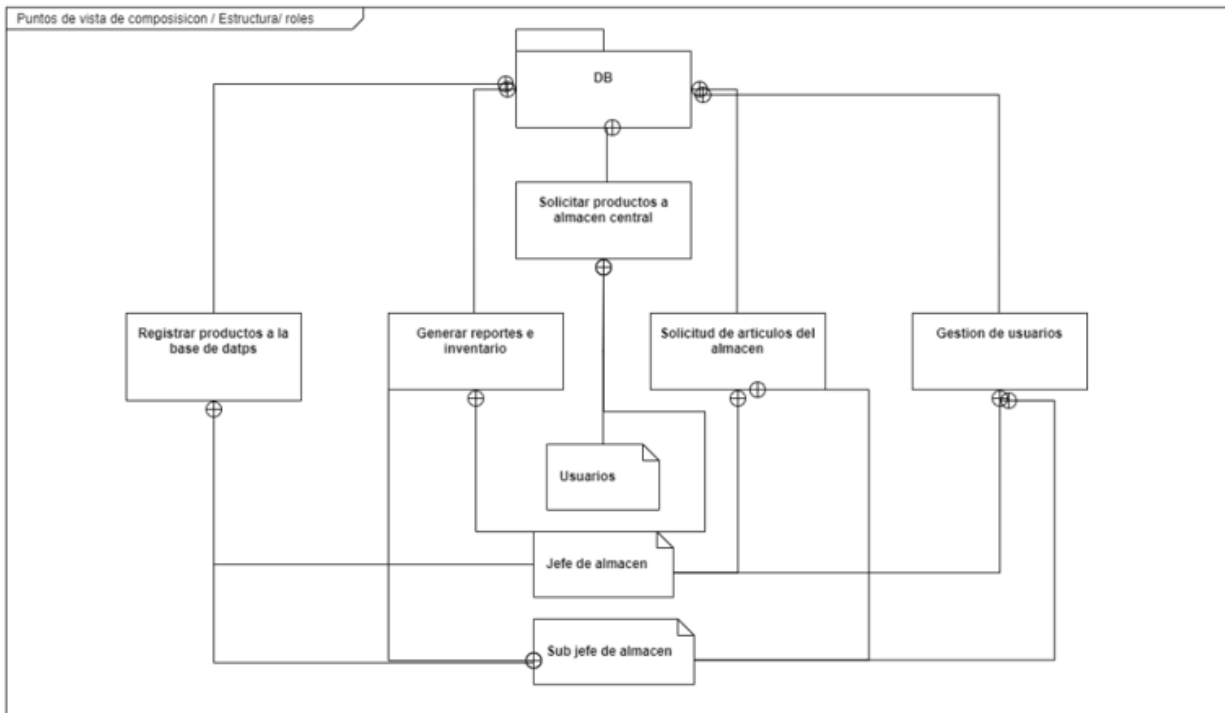 Puntos de vista de composisicon / Estructura/ roles
DB
Solicitar productos a
almacen central
Registrar productos a la
base de datps
Generar reportes e
inventario
Solicitud de articulos del
almacen
Gestion de usuarios
Usuarios
Jefe de almacen
Sub jefe de almacen